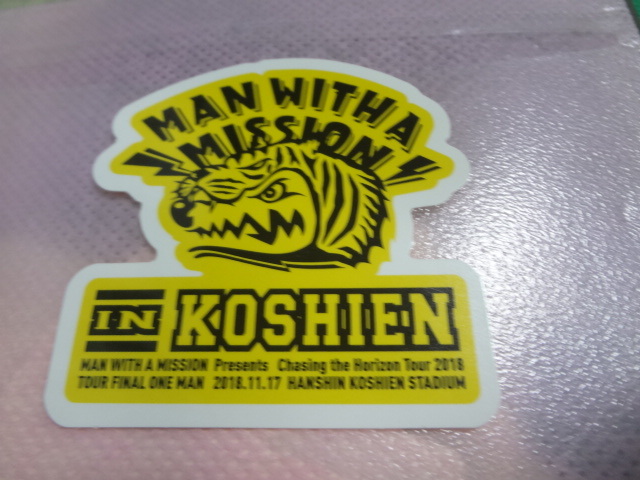 MAN WITH A
MISSION
IN KOSHIEN
MAN WITH A MISSION Presents Chasing the Horizon Tour 2018
TOUR FINAL ONE MAN 2018.11.17 HANSHIN KOSHIEN STADIUM